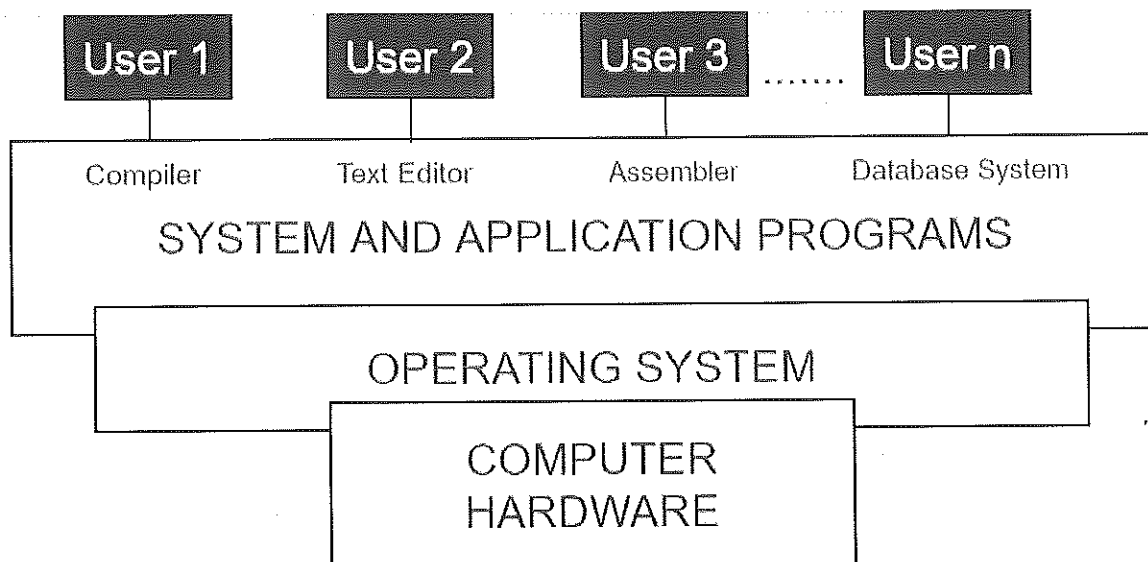 User 1 User 2 User 3 ....... User n
Compiler Text Editor Assembler Database System
SYSTEM AND APPLICATION PROGRAMS
OPERATING SYSTEM
COMPUTER
HARDWARE